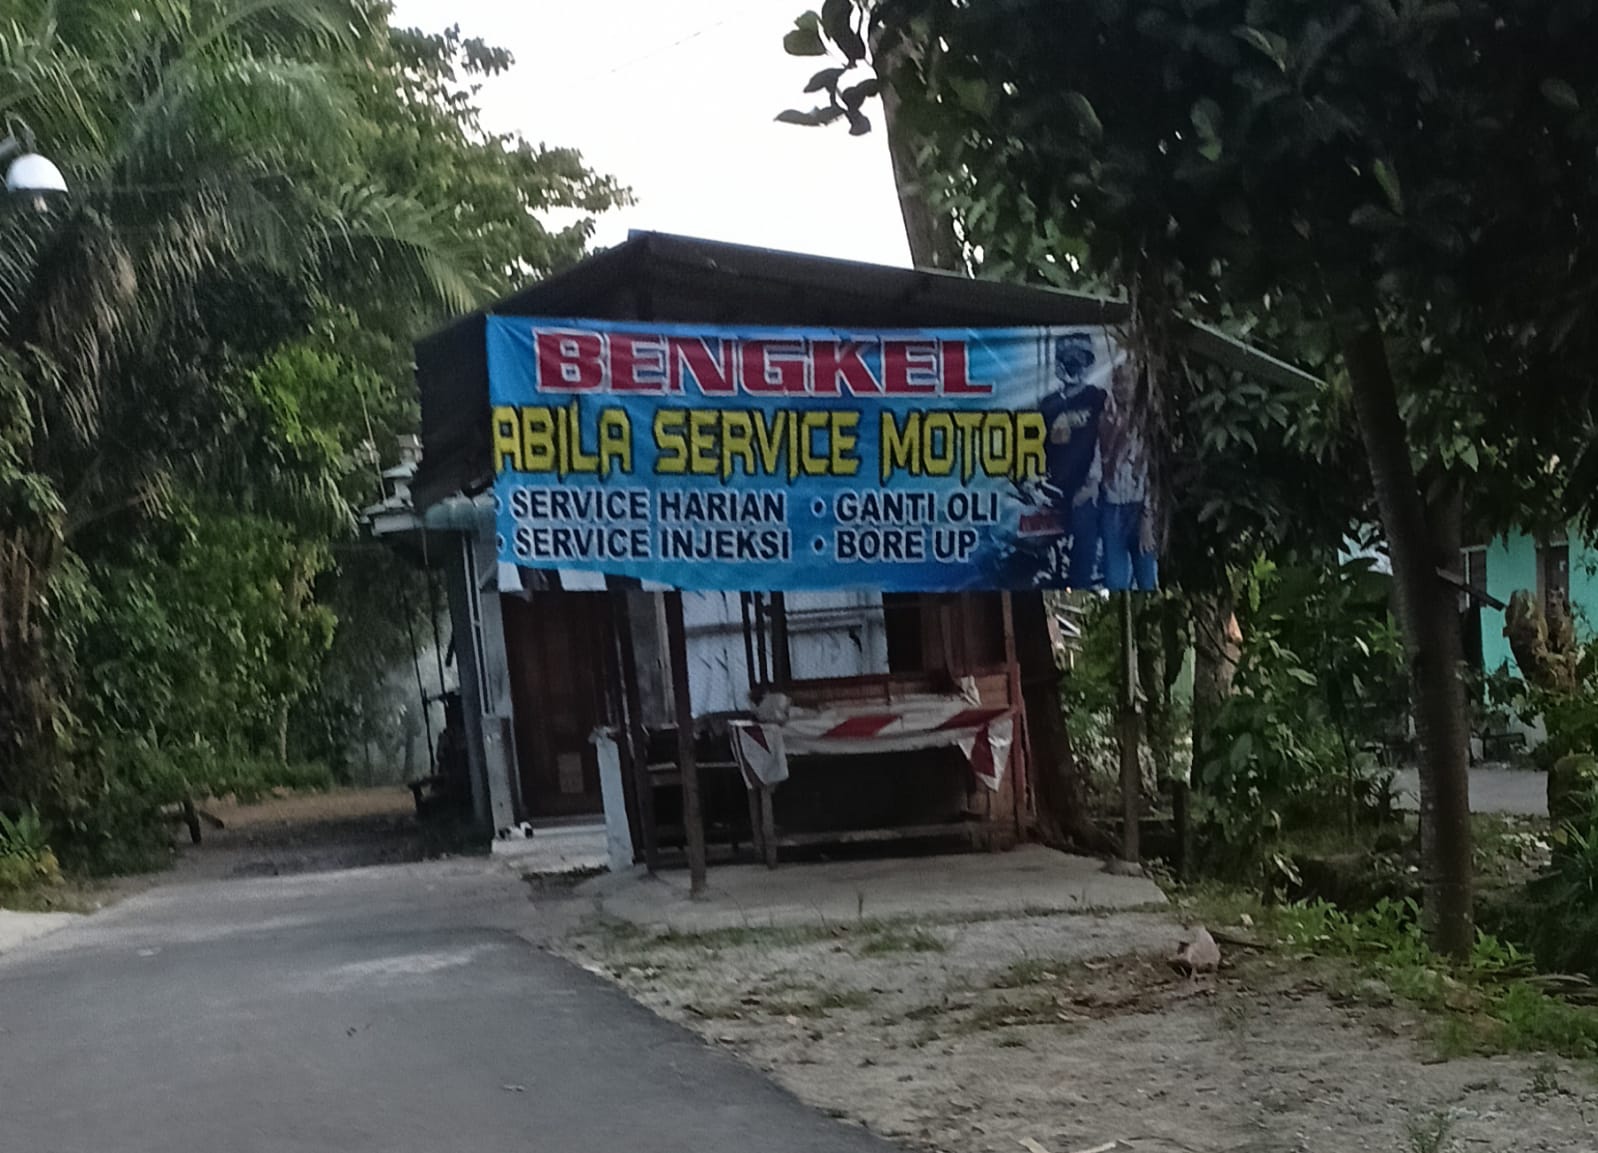 BENGKEL
ABILA SERVICE MOTOR
• SERVICE HARIAN • GANTI OLI
• SERVICE INJEKSI • BORE UP